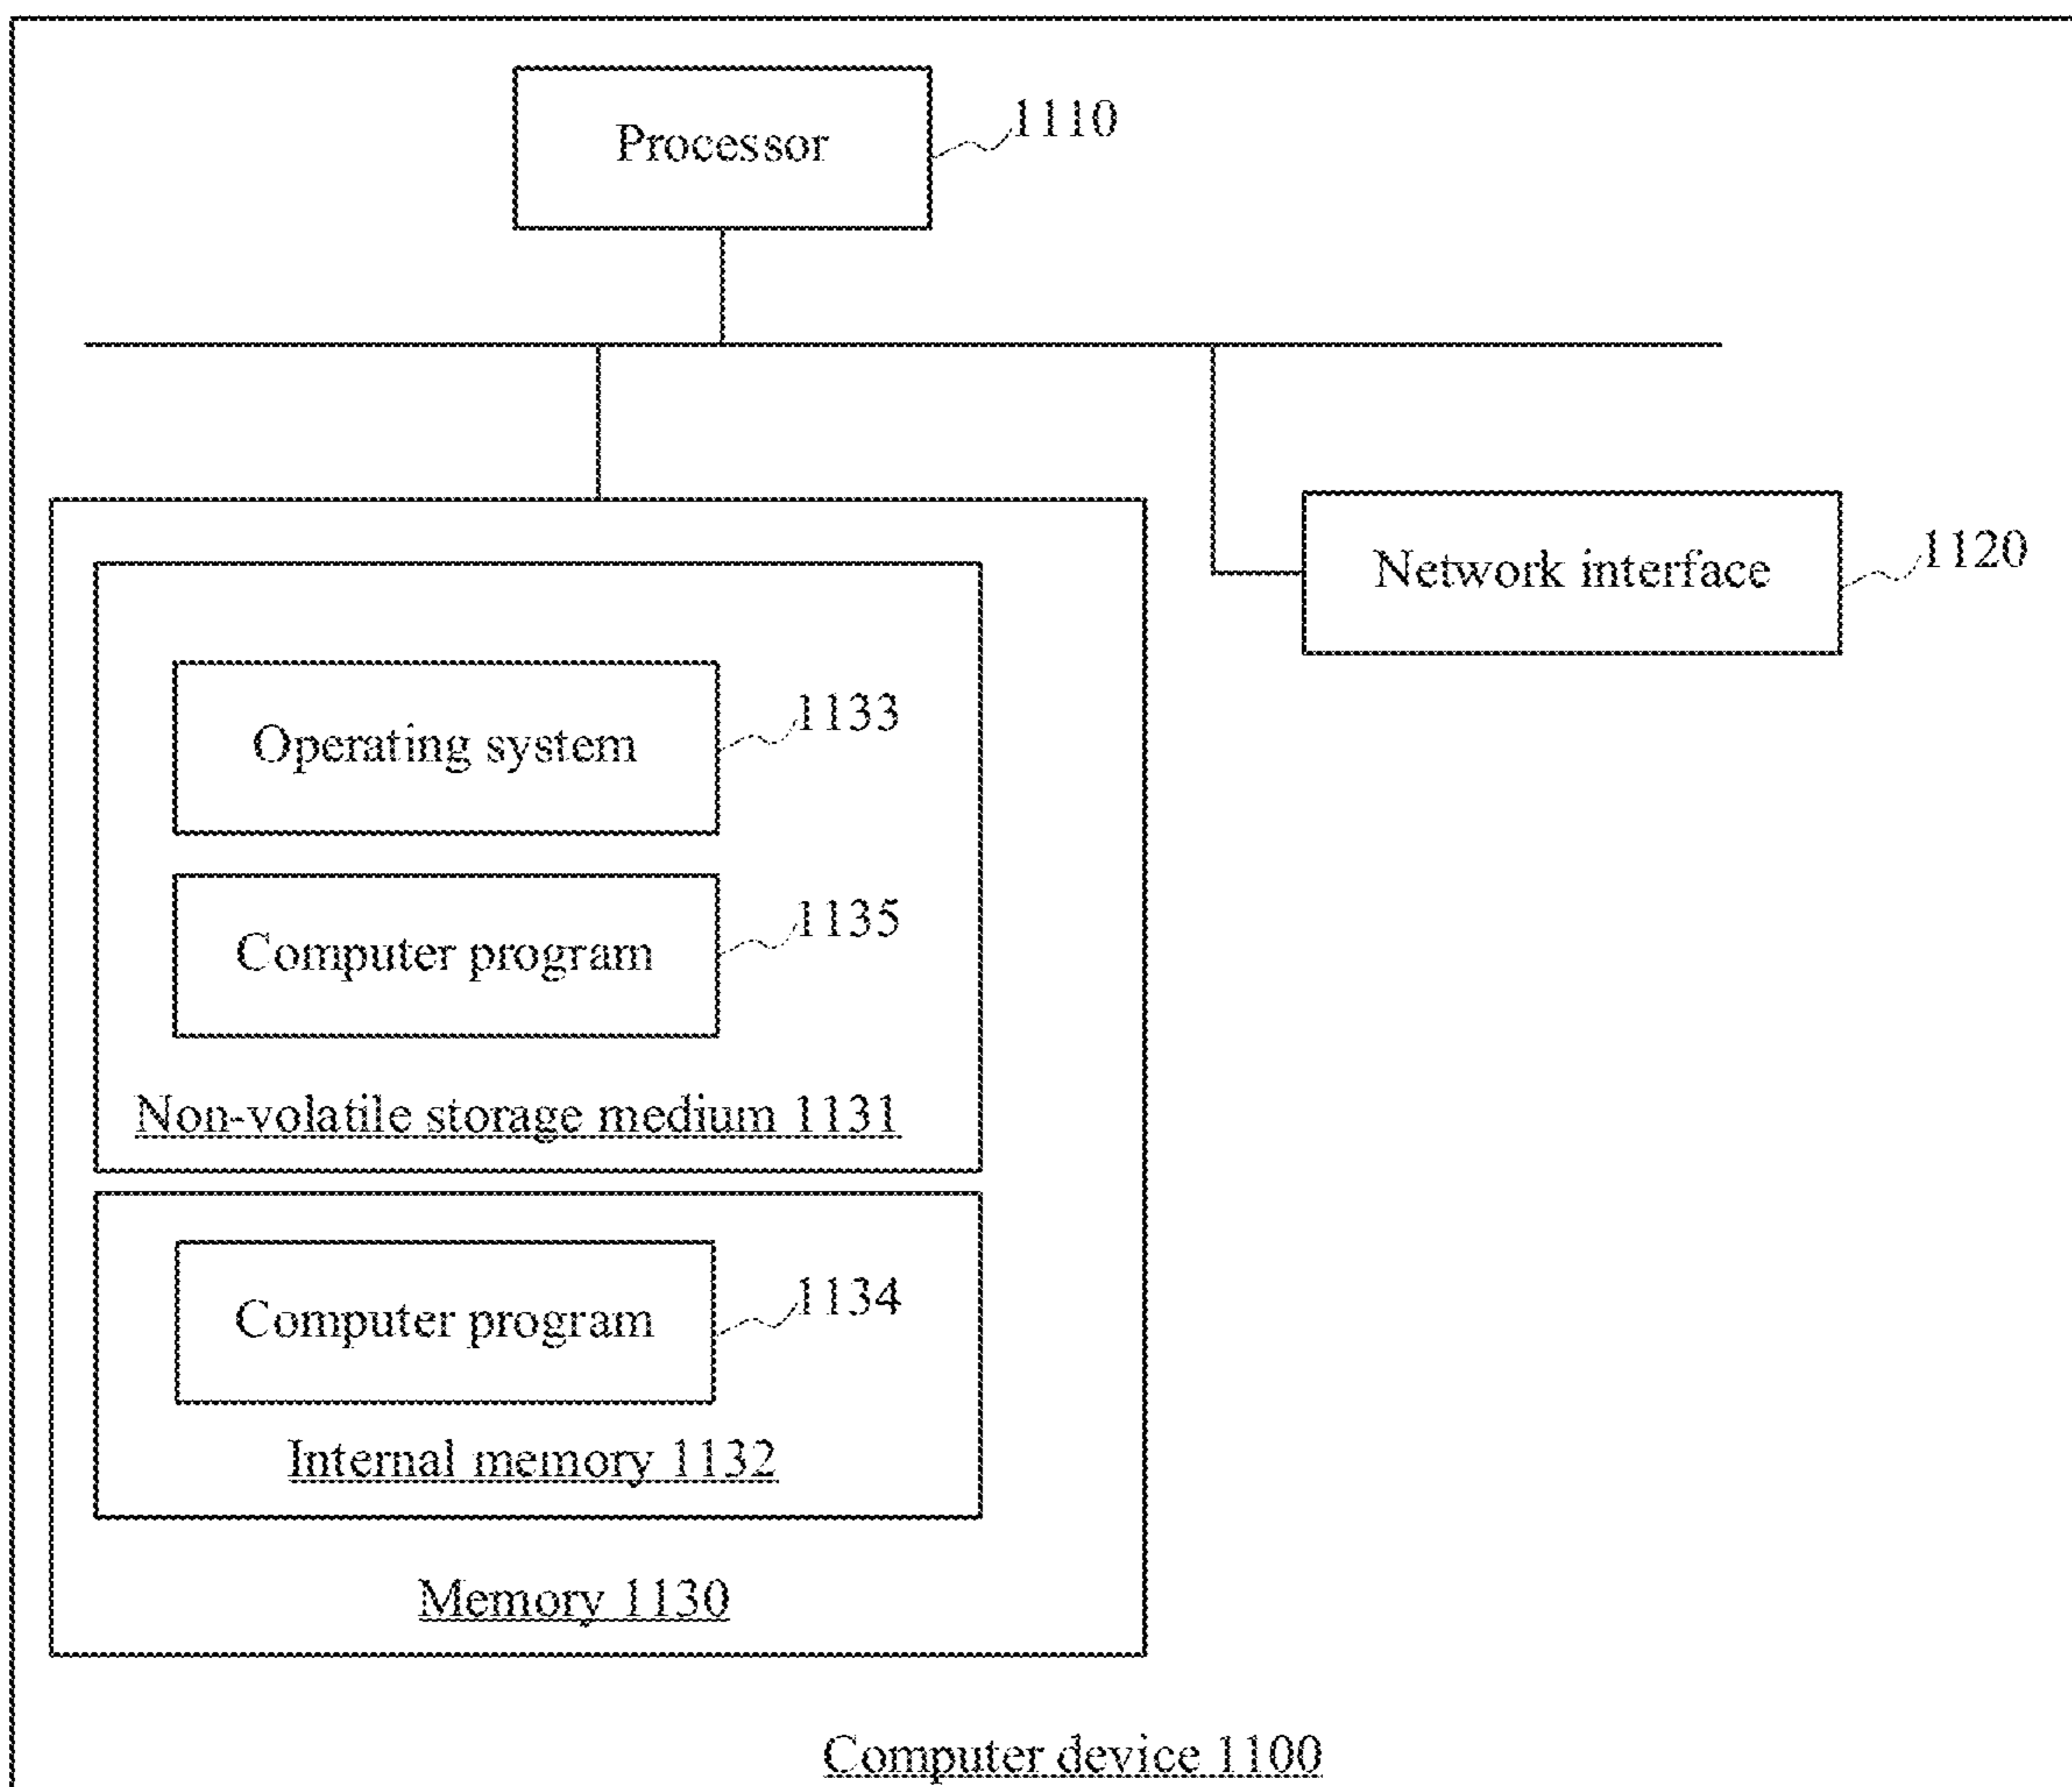 Processor
1110
Network interface
1120
Operating system
1133
Computer program
1135
Non-volatile storage medium 1131
Computer program
1134
Internal memory 1132
Memory 1130
Computer device 1100